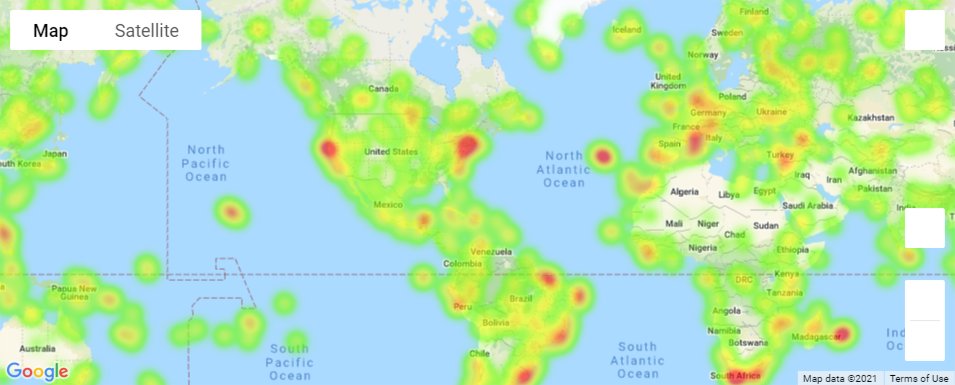 Map
Satellite
Finland
Iceland
Sweden
Norway
Canada
United
Kingdom
Poland
Germany
Ukraine
Kazakhstan
France
Italy
Spain
Turkey
Japan
outh Korea
North
Pacific
Ocean
United States
North
Atlantic
Ocean
Afghanistan
Iraq
Iran
Pakistan
Algeria
Libya
Egypt
Saudi Arabia
Mexico
Mali
Niger
Sudan
Chad
Nigeria
Ethiopia
Venezuela
Colombia
DRC
Kenya
Tanzania
Papua New
Guinea
Peru
Brazil
Bolivia
Angola
Namibia
Botswana
Madagascar
Australia
South
Pacific
Ocean
Chile
South
Atlantic
Ocean
South Africa
Google
Map data ©2021
Terms of Use